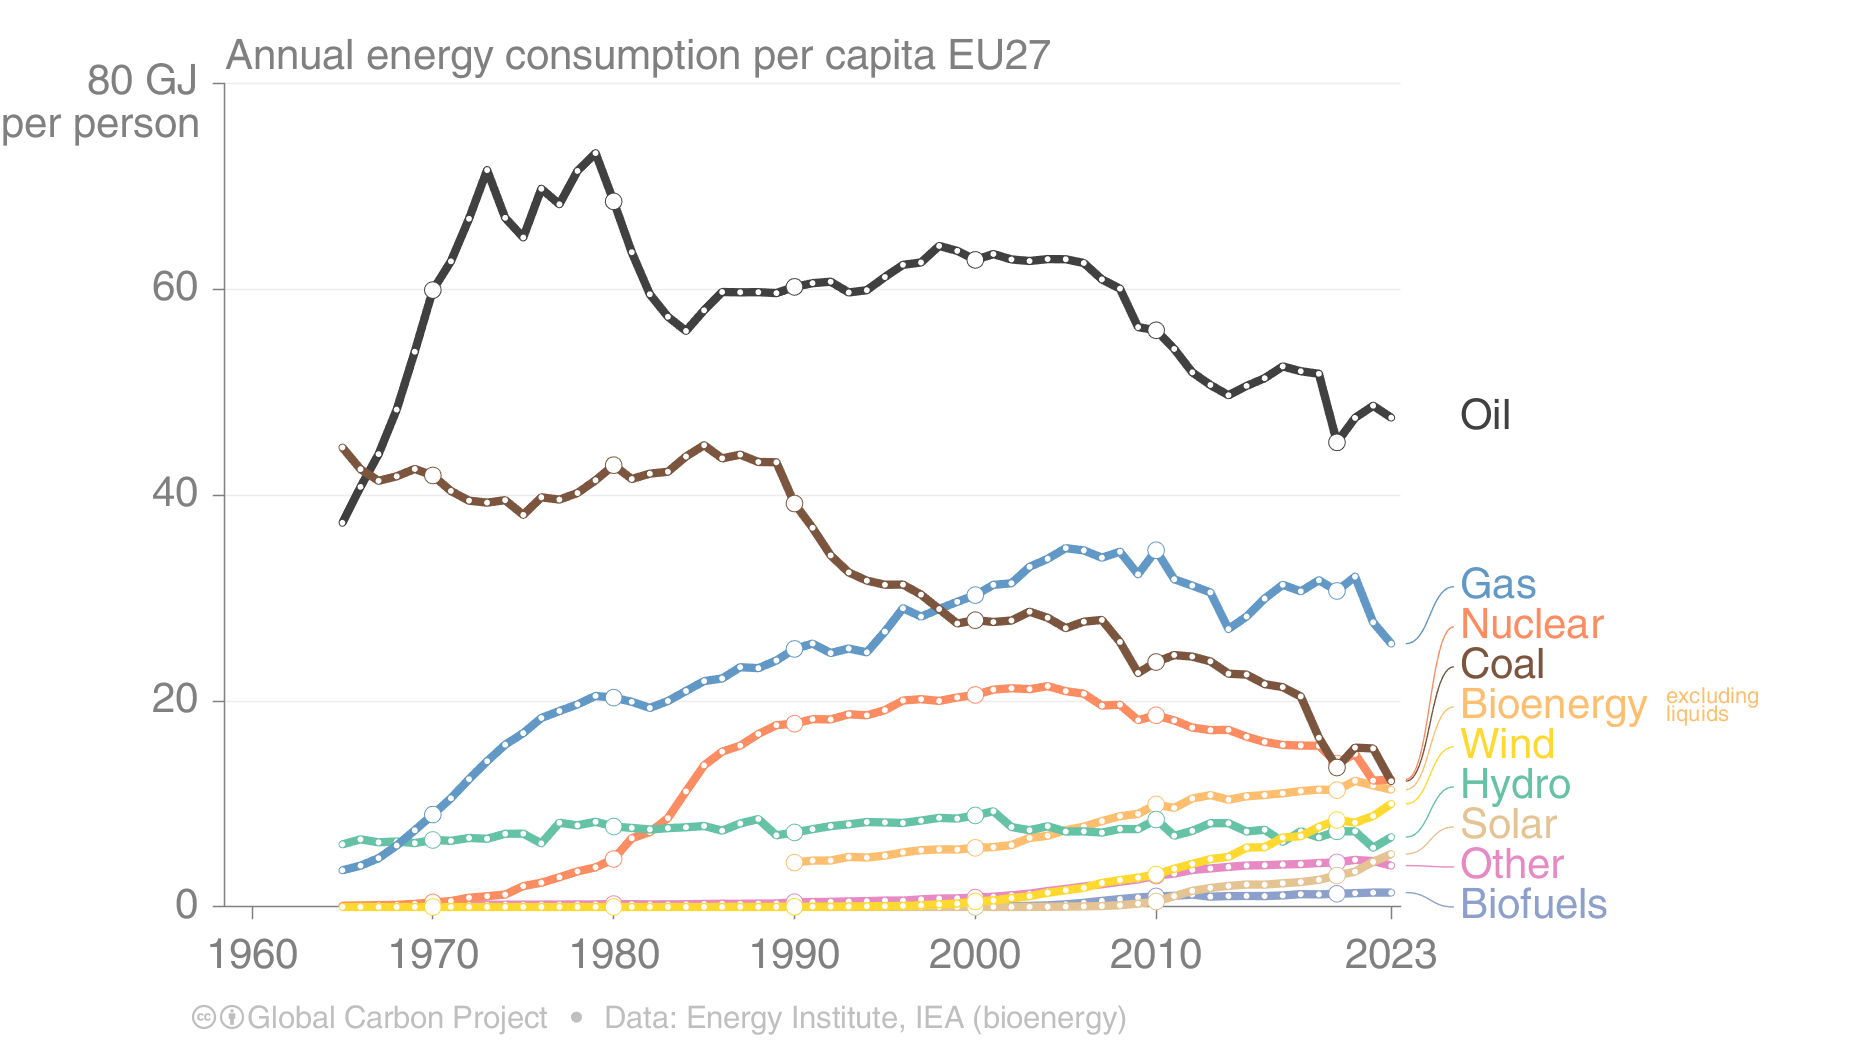 Annual energy consumption per capita EU27
80 GJ
per person
60
40
20
0
1960
1970
1980
1990
2000
2010
2023
Oil
Gas
Nuclear
Coal
Bioenergy excluding
liquids
Wind
Hydro
Solar
Other
Biofuels
cc Global Carbon Project • Data: Energy Institute, IEA (bioenergy)